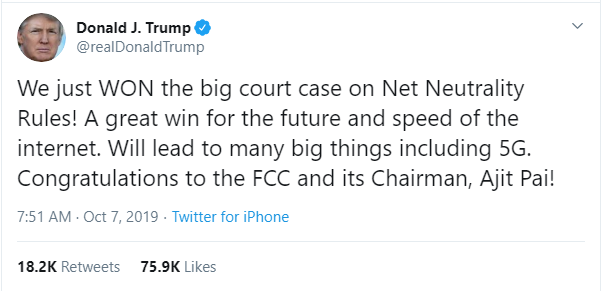 Donald J. Trump
@realDonaldTrump
We just WON the big court case on Net Neutrality
Rules! A great win for the future and speed of the
internet. Will lead to many big things including 5G.
Congratulations to the FCC and its Chairman, Ajit Pai!
7:51 AM · Oct 7, 2019 · Twitter for iPhone
18.2K Retweets 75.9K Likes